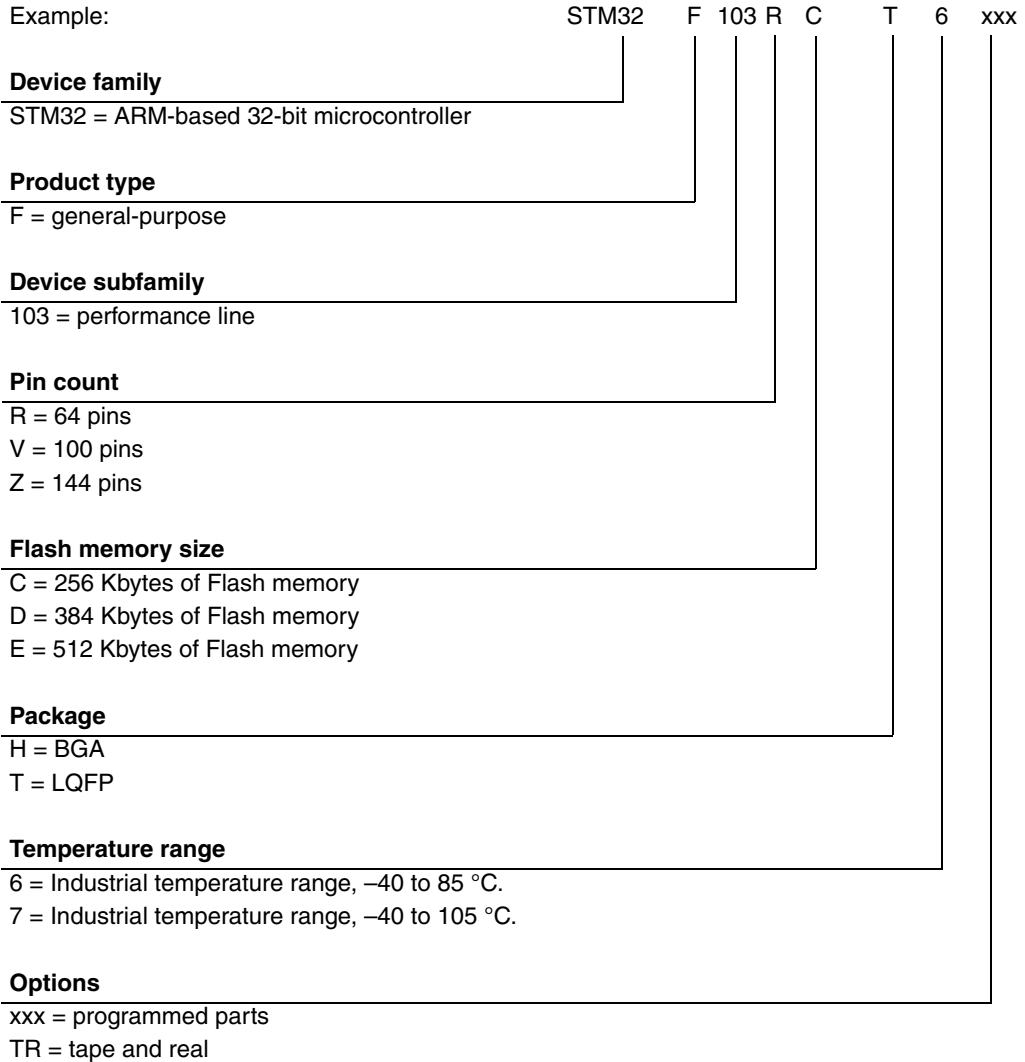 Example: STM32 F 103 R C T 6 xxx
Device family
STM32 = ARM-based 32-bit microcontroller
Product type
F = general-purpose
Device subfamily
103 = performance line
Pin count
R = 64 pins
V = 100 pins
Z = 144 pins
Flash memory size
C = 256 Kbytes of Flash memory
D = 384 Kbytes of Flash memory
E = 512 Kbytes of Flash memory
Package
H = BGA
T = LQFP
Temperature range
6 = Industrial temperature range, –40 to 85 °C.
7 = Industrial temperature range, –40 to 105 °C.
Options
xxx = programmed parts
TR = tape and real